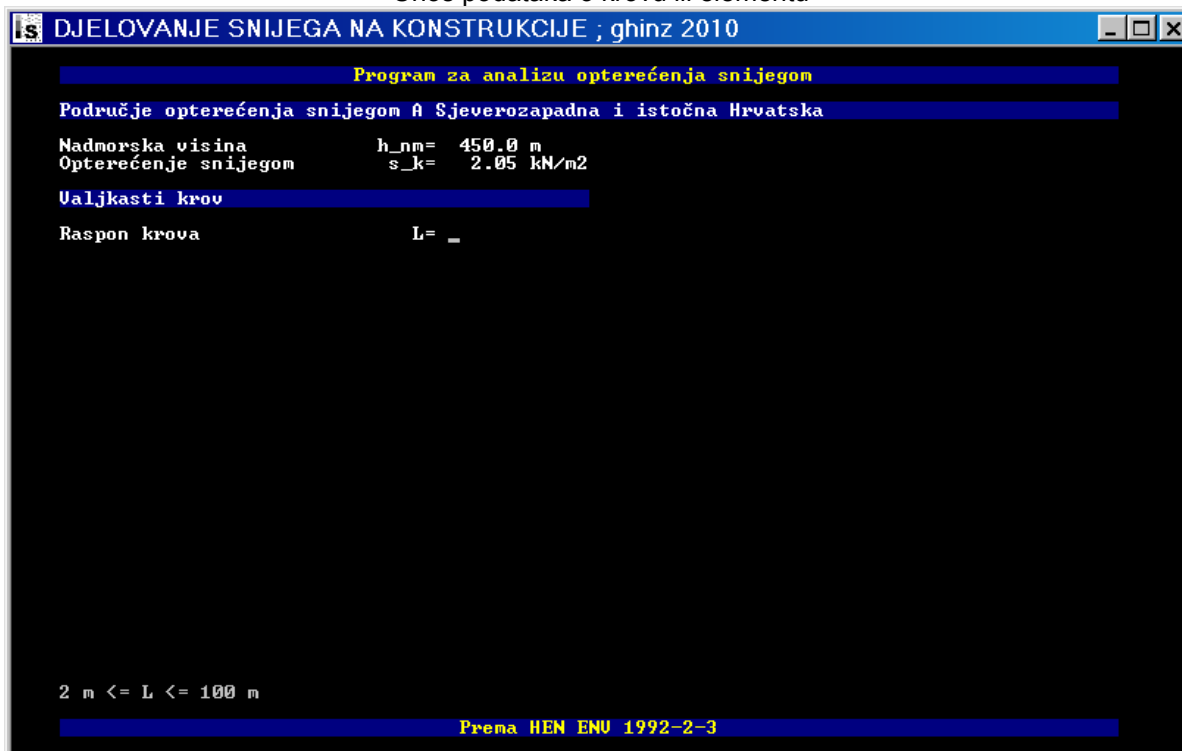 DJELOVANJE SNIJEGA NA KONSTRUKCIJE ; ghinz 2010
Program za analizu opterećenja snijegom
Područje opterećenja snijegom A Sjeverozapadna i istočna Hrvatska
Nadmorska visina h_nm= 450.0 m
Opterećenje snijegom s_k= 2.05 kN/m2
Valjkasti krov
Raspon krova L= _
2 m <= L <= 100 m
Prema HEN ENV 1992-2-3